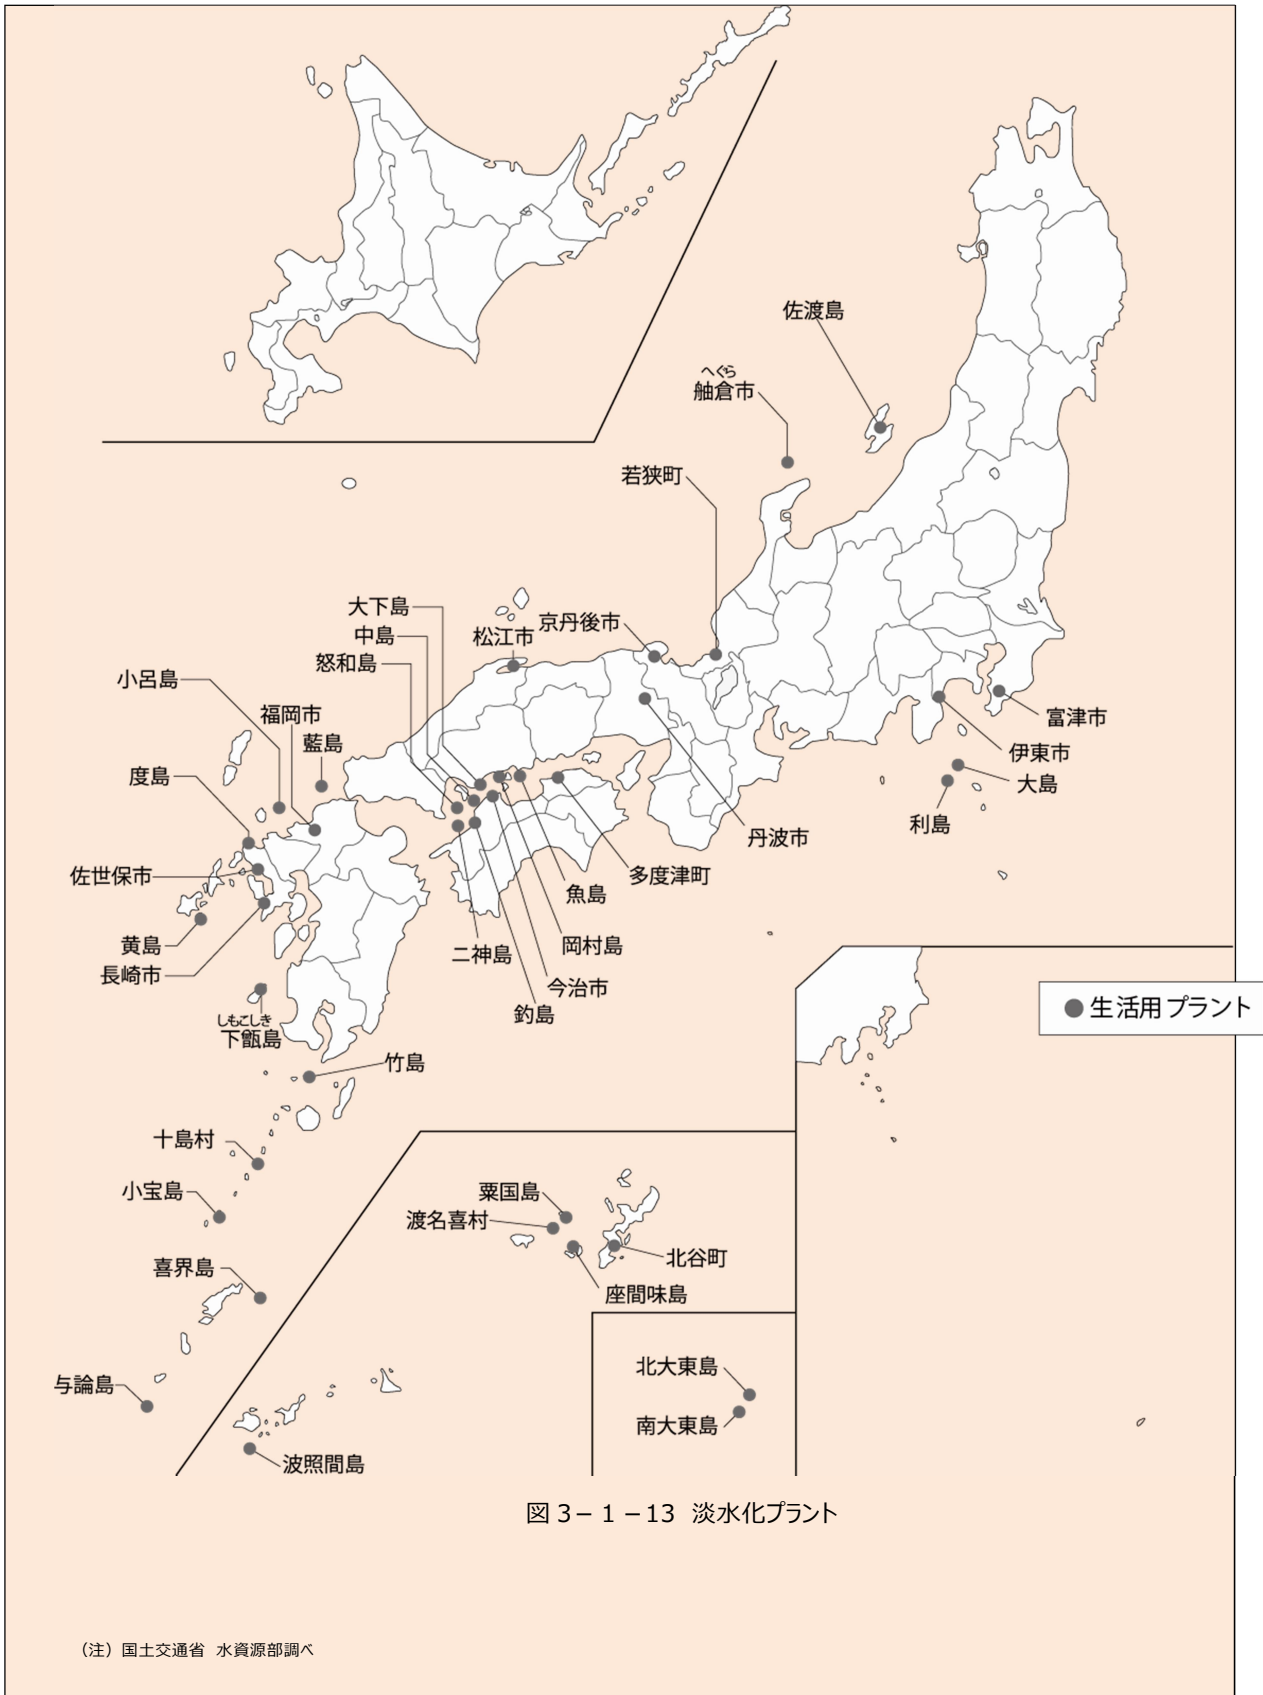 佐渡島
へぐら
舳倉市
若狭町
大下島
中島
松江市
京丹後市
怒和島
小呂島
福岡市
藍島
度島
富津市
伊東市
大島
利島
丹波市
佐世保市
多度津町
魚島
黄島
二神島
岡村島
長崎市
今治市
釣島
生活用プラント
しもこしき
下甑島
竹島
十島村
小宝島
粟国島
渡名喜村
北谷町
喜界島
座間味島
北大東島
与論島
南大東島
波照間島
図 3－ 1 －13 淡水化プラント
（注）国土交通省 水資源部調べ